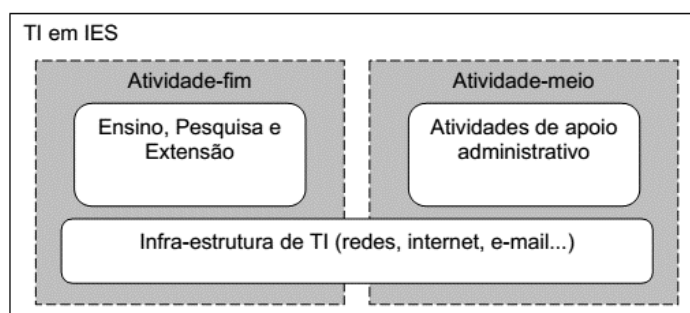 TI em IES
Atividade-fim
Atividade-meio
Ensino, Pesquisa e
Extensão
Atividades de apoio
administrativo
Infra-estrutura de TI (redes, internet, e-mail...)